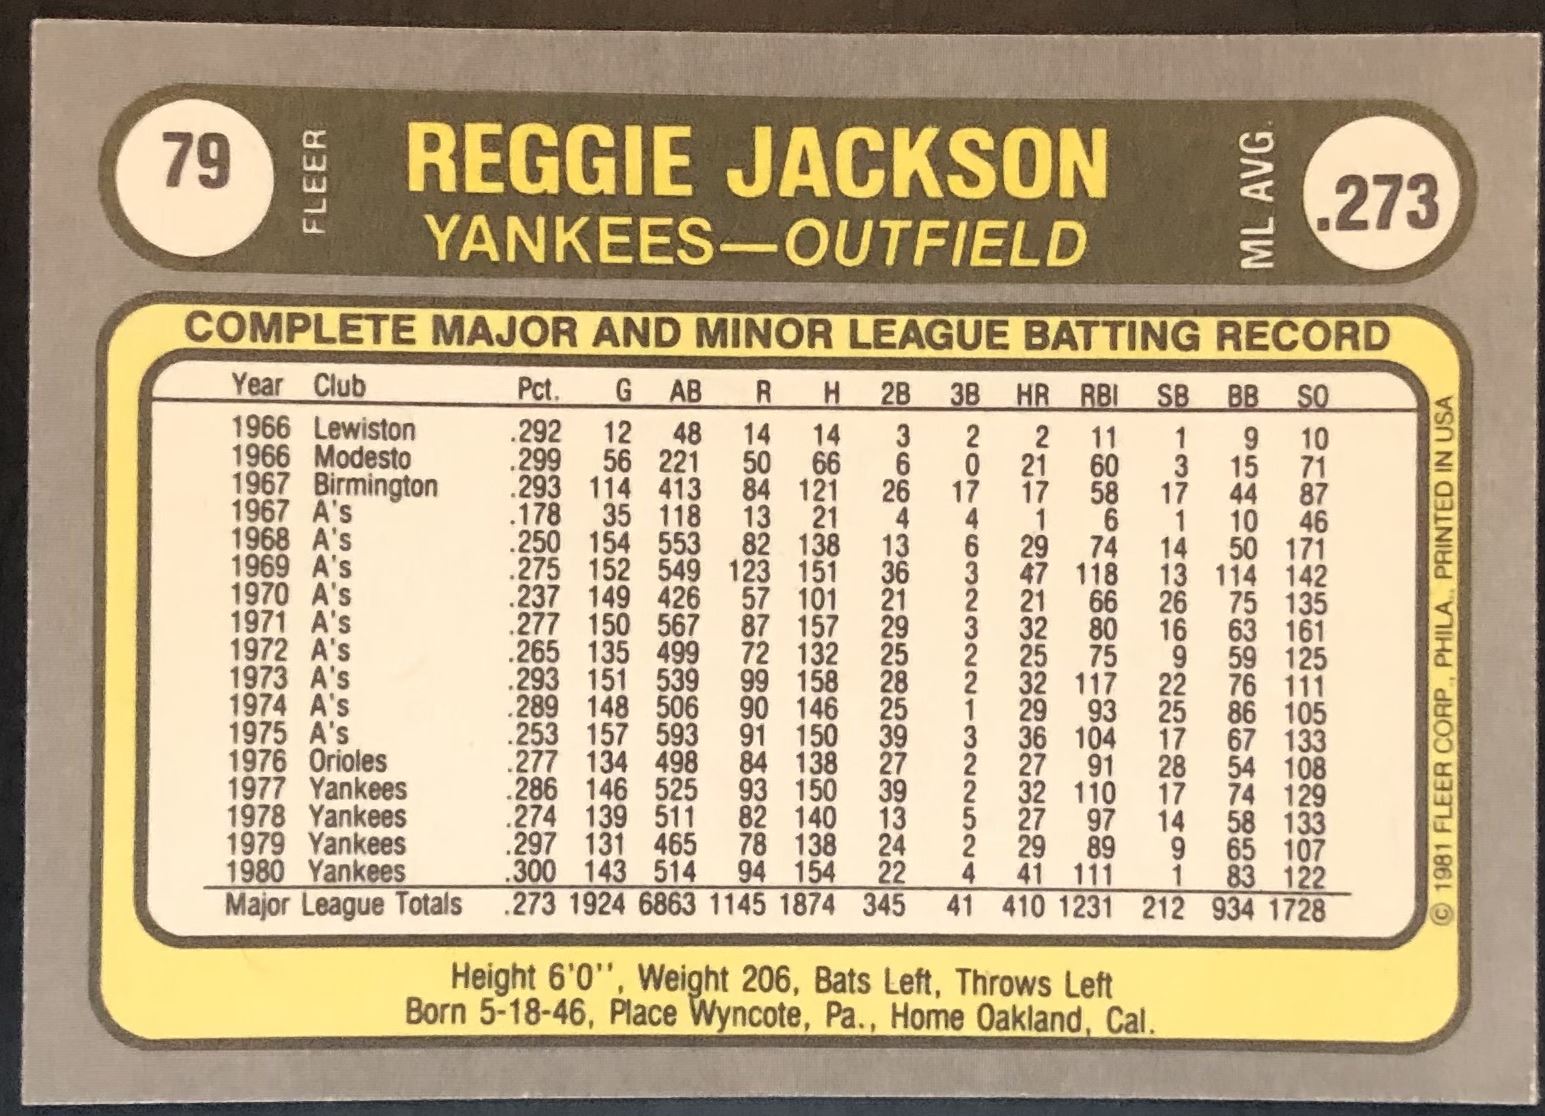 79 FLEER REGGIE JACKSON ML AVG. .273
YANKEES—OUTFIELD
COMPLETE MAJOR AND MINOR LEAGUE BATTING RECORD
Year Club Pct. G AB R H 2B 3B HR RBI SB BB SO
1966 Lewiston .292 12 48 14 14 3 2 2 11 1 9 10
1966 Modesto .299 56 221 50 66 6 0 21 60 3 15 71
1967 Birmington .293 114 413 84 121 26 17 17 58 17 44 87
1967 A's .178 35 118 13 21 4 4 1 6 1 10 46
1968 A's .250 154 553 82 138 13 6 29 74 14 50 171
1969 A's .275 152 549 123 151 36 3 47 118 13 114 142
1970 A's .237 149 426 57 101 21 2 21 66 26 75 135
1971 A's .277 150 567 87 157 29 3 32 80 16 63 161
1972 A's .265 135 499 72 132 25 2 25 75 9 59 125
1973 A's .293 151 539 99 158 28 2 32 117 22 76 111
1974 A's .289 148 506 90 146 25 1 29 93 25 86 105
1975 A's .253 157 593 91 150 39 3 36 104 17 67 133
1976 Orioles .277 134 498 84 138 27 2 27 91 28 54 108
1977 Yankees .286 146 525 93 150 39 2 32 110 17 74 129
1978 Yankees .274 139 511 82 140 13 5 27 97 14 58 133
1979 Yankees .297 131 465 78 138 24 2 29 89 9 65 107
1980 Yankees .300 143 514 94 154 22 4 41 111 1 83 122
Major League Totals .273 1924 6863 1145 1874 345 41 410 1231 212 934 1728
Height 6'0'', Weight 206, Bats Left, Throws Left
Born 5-18-46, Place Wyncote, Pa., Home Oakland, Cal.
© 1981 FLEER CORP., PHILA., PRINTED IN USA